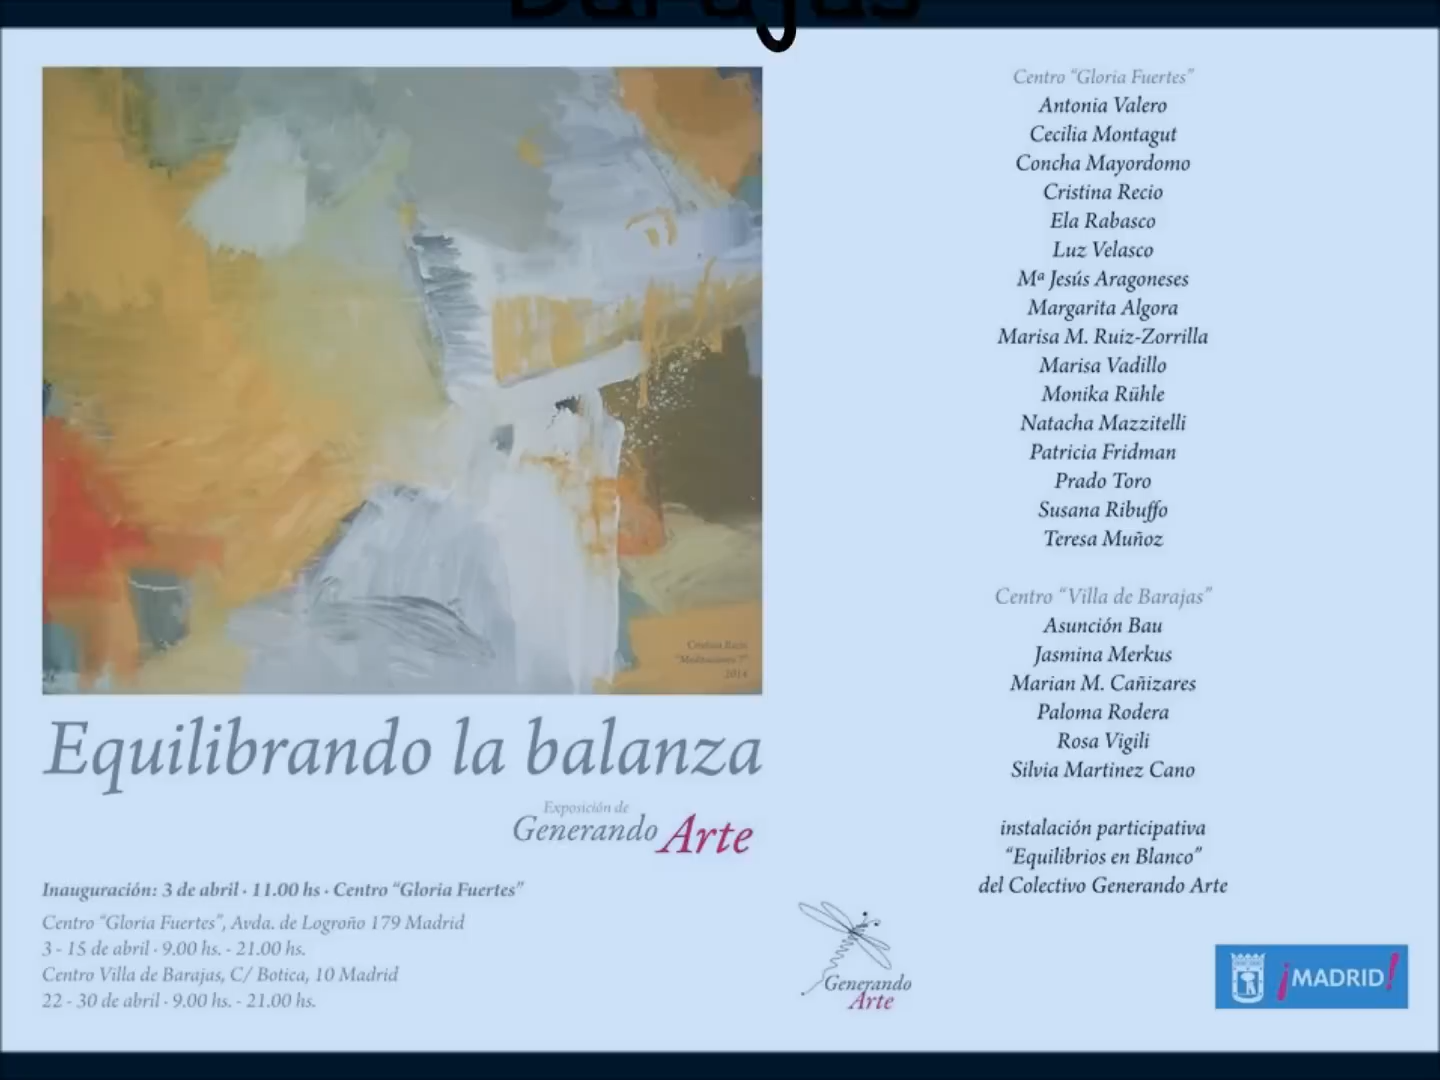 Barajas
Cristina Recio
"Meditaciones 7"
2014
Equilibrando la balanza
Exposición de
Generando Arte
Inauguración: 3 de abril · 11.00 hs · Centro "Gloria Fuertes"
Centro "Gloria Fuertes", Avda. de Logroño 179 Madrid
3 - 15 de abril · 9.00 hs. - 21.00 hs.
Centro Villa de Barajas, C/ Botica, 10 Madrid
22 - 30 de abril · 9.00 hs. - 21.00 hs.
Centro "Gloria Fuertes"
Antonia Valero
Cecilia Montagut
Concha Mayordomo
Cristina Recio
Ela Rabasco
Luz Velasco
Mª Jesús Aragoneses
Margarita Algora
Marisa M. Ruiz-Zorrilla
Marisa Vadillo
Monika Rühle
Natacha Mazzitelli
Patricia Fridman
Prado Toro
Susana Ribuffo
Teresa Muñoz
Centro "Villa de Barajas"
Asunción Bau
Jasmina Merkus
Marian M. Cañizares
Paloma Rodera
Rosa Vigili
Silvia Martinez Cano
instalación participativa
"Equilibrios en Blanco"
del Colectivo Generando Arte
Generando
Arte
¡MADRID!